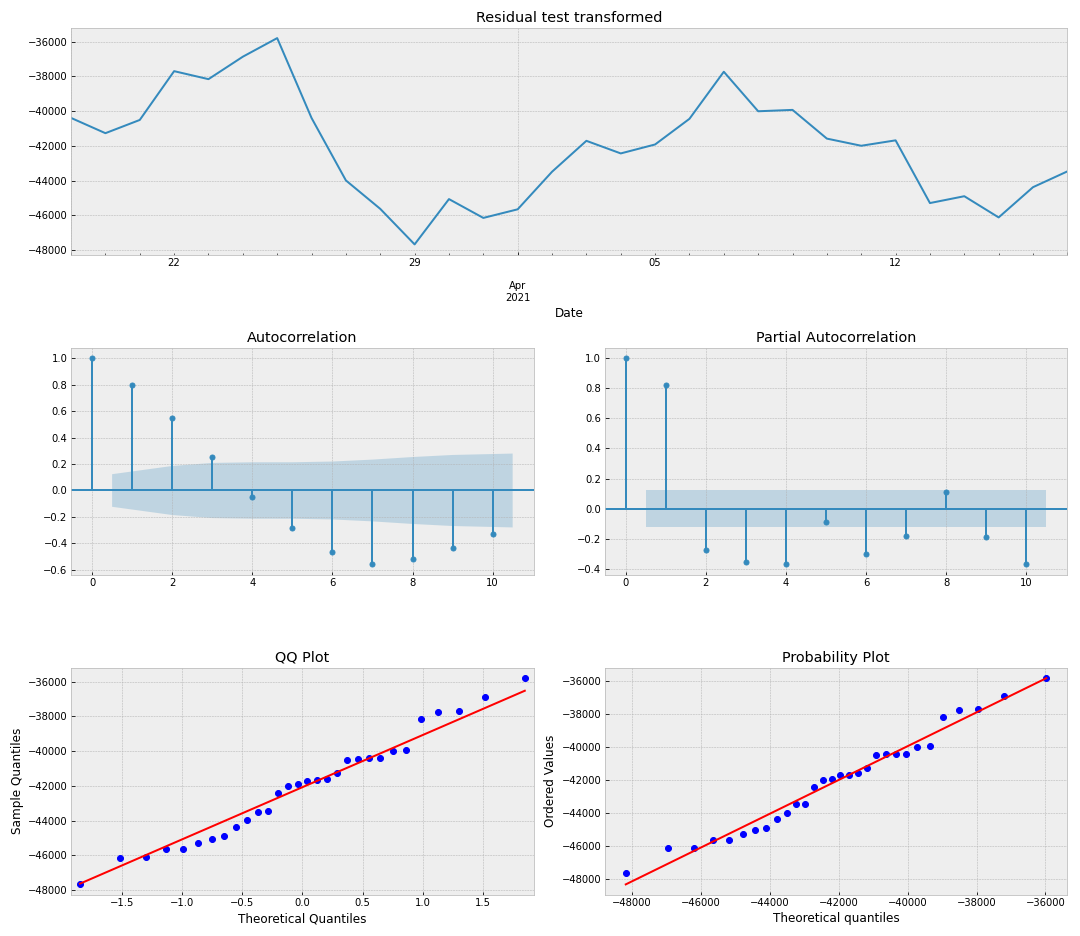 Residual test transformed
−36000
−38000
−40000
−42000
−44000
−46000
−48000
22
29
05
12
Apr
2021
Date
Autocorrelation
1.0
0.8
0.6
0.4
0.2
0.0
−0.2
−0.4
−0.6
0 2 4 6 8 10
Partial Autocorrelation
1.0
0.8
0.6
0.4
0.2
0.0
−0.2
−0.4
0 2 4 6 8 10
QQ Plot
Sample Quantiles
−36000
−38000
−40000
−42000
−44000
−46000
−48000
−1.5 −1.0 −0.5 0.0 0.5 1.0 1.5
Theoretical Quantiles
Probability Plot
Ordered Values
−36000
−38000
−40000
−42000
−44000
−46000
−48000
−48000 −46000 −44000 −42000 −40000 −38000 −36000
Theoretical quantiles